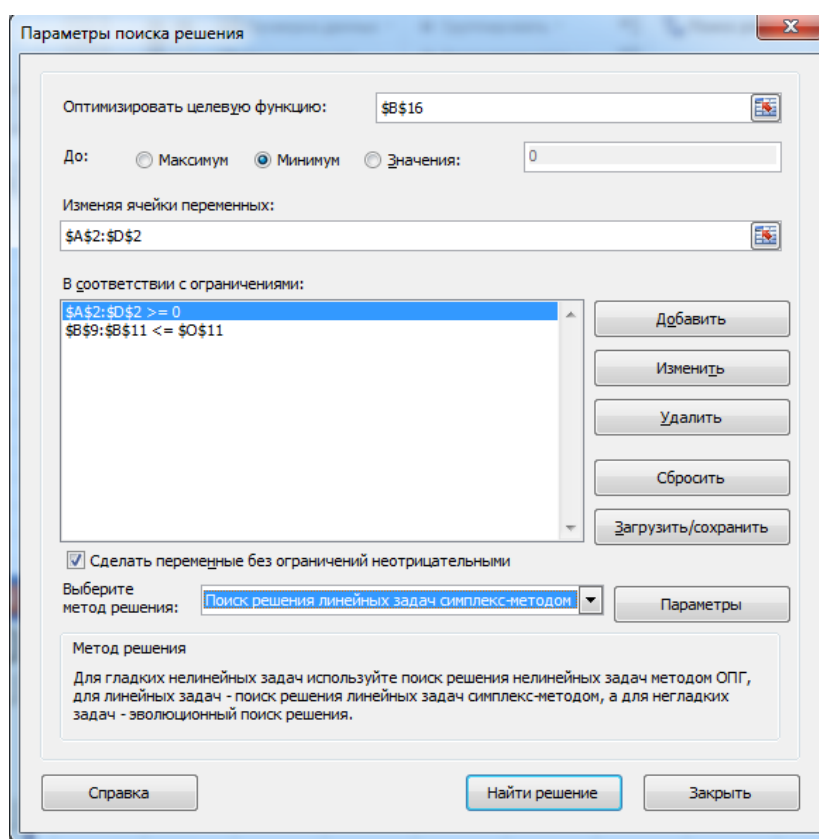 Параметры поиска решения
Оптимизировать целевую функцию: $B$16
До: Максимум Минимум Значения: 0
Изменяя ячейки переменных:
$A$2:$D$2
В соответствии с ограничениями:
$A$2:$D$2 >= 0
$B$9:$B$11 <= $O$11
Добавить
Изменить
Удалить
Сбросить
Загрузить/сохранить
Сделать переменные без ограничений неотрицательными
Выберите
метод решения: Поиск решения линейных задач симплекс-методом Параметры
Метод решения
Для гладких нелинейных задач используйте поиск решения нелинейных задач методом ОПГ,
для линейных задач - поиск решения линейных задач симплекс-методом, а для негладких
задач - эволюционный поиск решения.
Справка Найти решение Закрыть